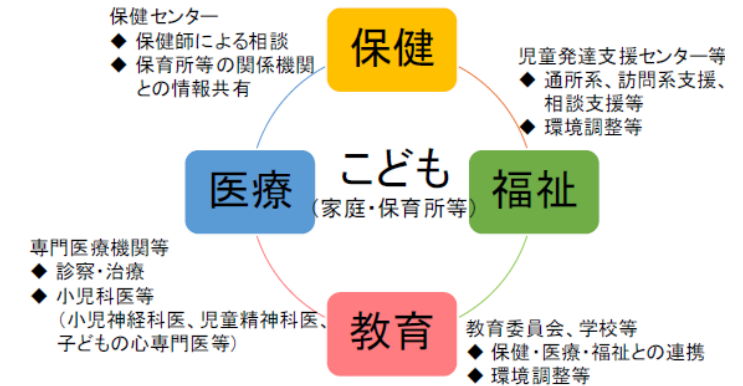 保健センター
◆ 保健師による相談
◆ 保育所等の関係機関
との情報共有
保健
児童発達支援センター等
◆ 通所系、訪問系支援、
相談支援等
◆ 環境調整等
医療
こども
（家庭・保育所等）
福祉
専門医療機関等
◆ 診察・治療
◆ 小児科医等
（小児神経科医、児童精神科医、
子どもの心専門医等）
教育
教育委員会、学校等
◆ 保健・医療・福祉との連携
◆ 環境調整等